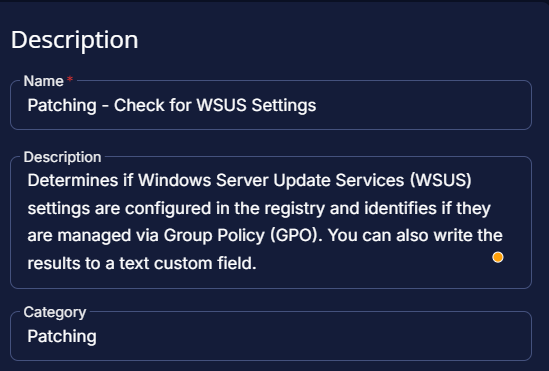 Description
Name *
Patching - Check for WSUS Settings
Description
Determines if Windows Server Update Services (WSUS)
settings are configured in the registry and identifies if they
are managed via Group Policy (GPO). You can also write the
results to a text custom field.
Category
Patching